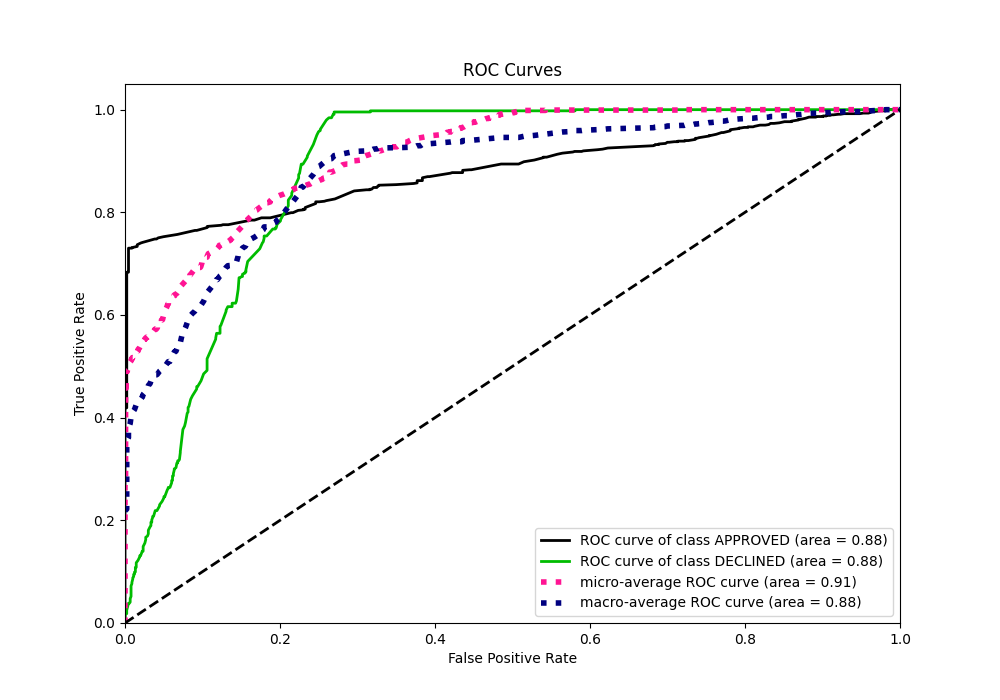 ROC Curves
1.0
0.8
0.6
0.4
0.2
0.0
True Positive Rate
ROC curve of class APPROVED (area = 0.88)
ROC curve of class DECLINED (area = 0.88)
micro-average ROC curve (area = 0.91)
macro-average ROC curve (area = 0.88)
0.0 0.2 0.4 0.6 0.8 1.0
False Positive Rate